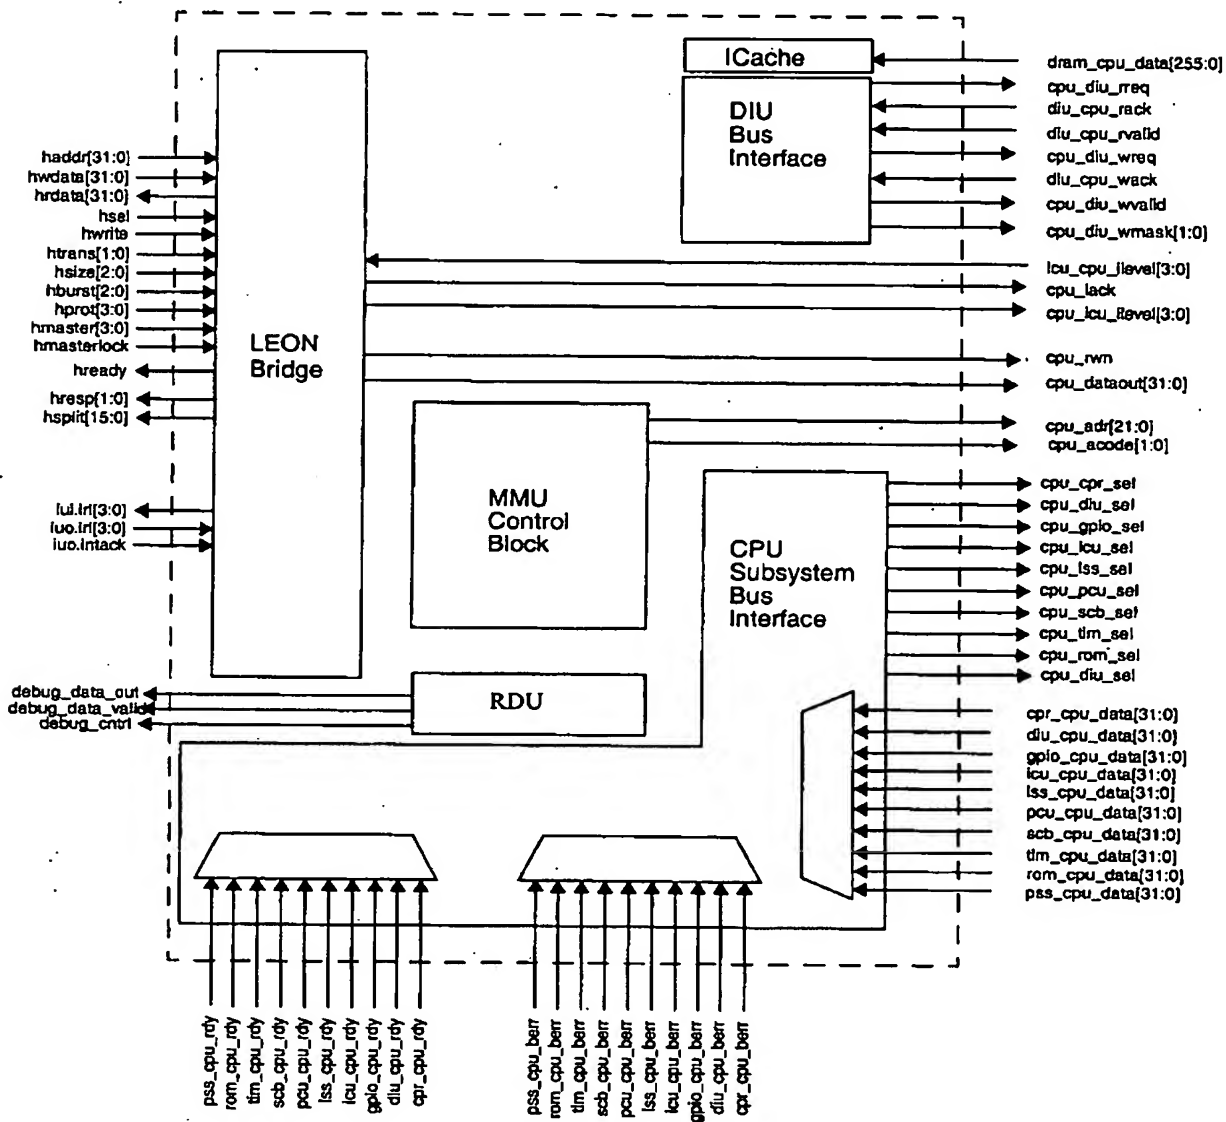 ICache
DIU
Bus
Interface
dram_cpu_data[255:0]
cpu_diu_rreq
diu_cpu_rack
diu_cpu_rvalid
cpu_diu_wreq
diu_cpu_wack
cpu_diu_wvalid
cpu_diu_wmask[1:0]
icu_cpu_ilevel[3:0]
cpu_iack
cpu_icu_ilevel[3:0]
cpu_rwn
cpu_dataout[31:0]
cpu_adr[21:0]
cpu_acode[1:0]
haddr[31:0]
hwdata[31:0]
hrdata[31:0]
hsel
hwrite
htrans[1:0]
hsize[2:0]
hburst[2:0]
hprot[3:0]
hmaster[3:0]
hmasterlock
hready
hresp[1:0]
hsplit[15:0]
iui.irl[3:0]
iuo.irl[3:0]
iuo.intack
LEON
Bridge
MMU
Control
Block
CPU
Subsystem
Bus
Interface
cpu_cpr_sel
cpu_diu_sel
cpu_gpio_sel
cpu_icu_sel
cpu_lss_sel
cpu_pcu_sel
cpu_scb_sel
cpu_tim_sel
cpu_rom_sel
cpu_diu_sel
debug_data_out
debug_data_valid
debug_cntrl
RDU
cpr_cpu_data[31:0]
diu_cpu_data[31:0]
gpio_cpu_data[31:0]
icu_cpu_data[31:0]
lss_cpu_data[31:0]
pcu_cpu_data[31:0]
scb_cpu_data[31:0]
tim_cpu_data[31:0]
rom_cpu_data[31:0]
pss_cpu_data[31:0]
pss_cpu_rdy
rom_cpu_rdy
tim_cpu_rdy
scb_cpu_rdy
pcu_cpu_rdy
lss_cpu_rdy
icu_cpu_rdy
gpio_cpu_rdy
diu_cpu_rdy
cpr_cpu_rdy
pss_cpu_berr
rom_cpu_berr
tim_cpu_berr
scb_cpu_berr
pcu_cpu_berr
lss_cpu_berr
icu_cpu_berr
gpio_cpu_berr
diu_cpu_berr
cpr_cpu_berr